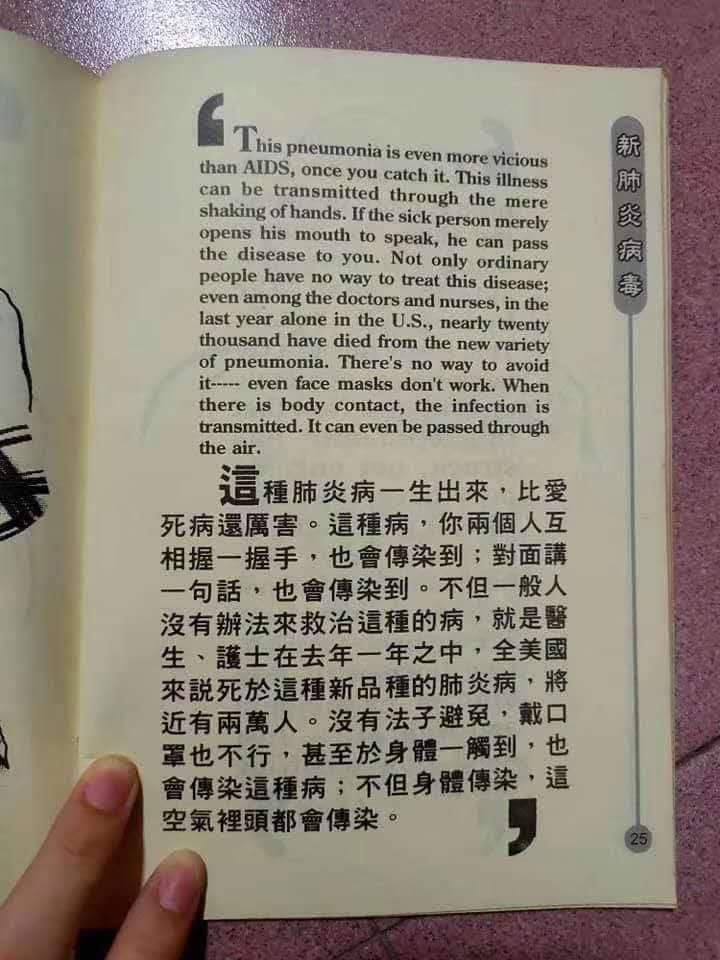 This pneumonia is even more vicious
than AIDS, once you catch it. This illness
can be transmitted through the mere
shaking of hands. If the sick person merely
opens his mouth to speak, he can pass
the disease to you. Not only ordinary
people have no way to treat this disease;
even among the doctors and nurses, in the
last year alone in the U.S., nearly twenty
thousand have died from the new variety
of pneumonia. There's no way to avoid
it----- even face masks don't work. When
there is body contact, the infection is
transmitted. It can even be passed through
the air.
這種肺炎病一生出來，比愛
死病還厲害。這種病，你兩個人互
相握一握手，也會傳染到；對面講
一句話，也會傳染到。不但一般人
沒有辦法來救治這種的病，就是醫
生、護士在去年一年之中，全美國
來說死於這種新品種的肺炎病，將
近有兩萬人。沒有法子避免，戴口
罩也不行，甚至於身體一觸到，也
會傳染這種病；不但身體傳染，這
空氣裡頭都會傳染。
新肺炎病毒
25